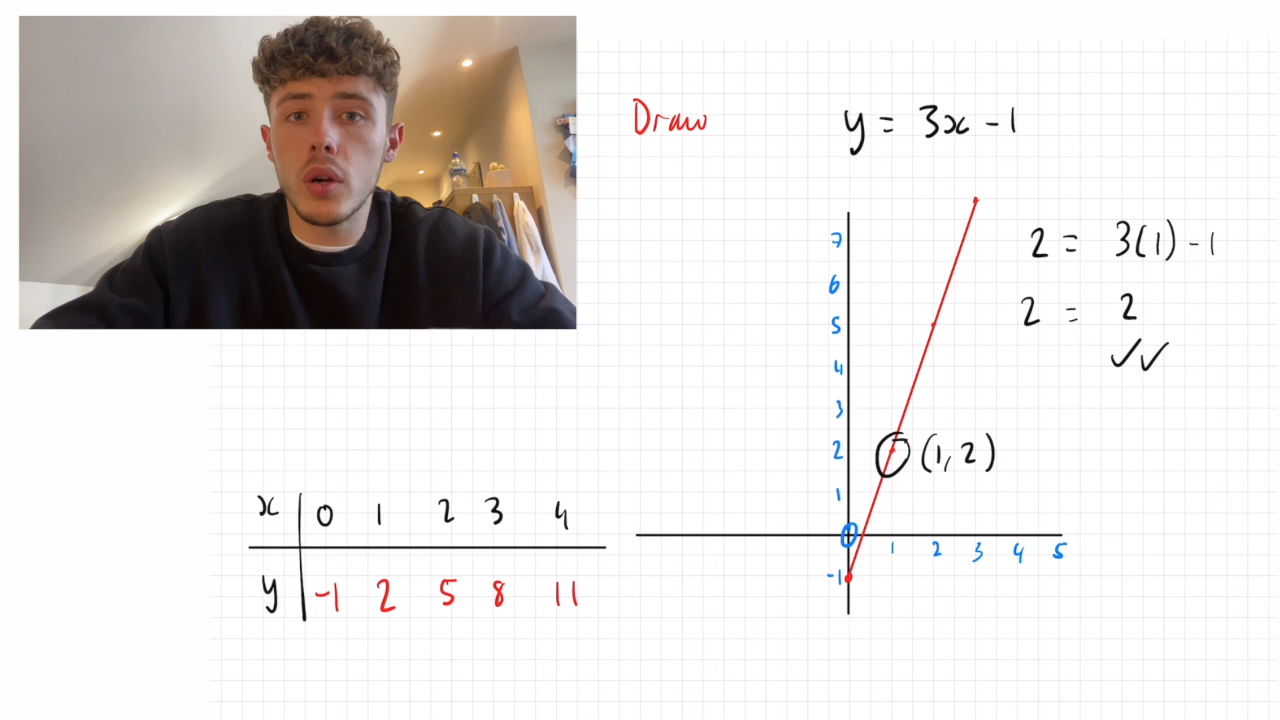 Draw y = 3x - 1
2 = 3(1) - 1
2 = 2
✓✓
7
6
5
4
3
2
1
0
-1
(1, 2)
1 2 3 4 5
x 0 1 2 3 4
y -1 2 5 8 11